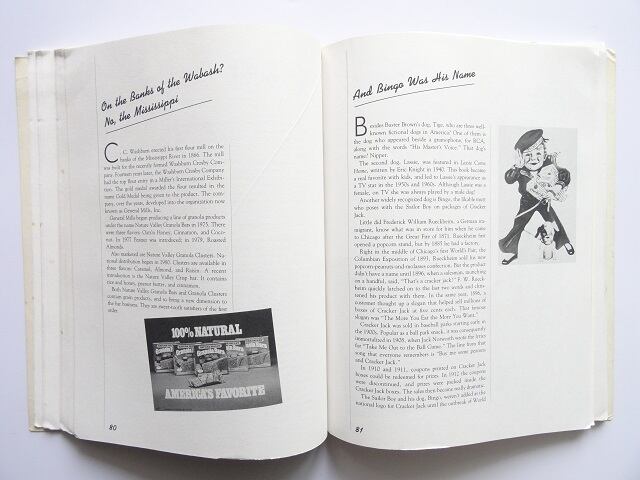 On the Banks of the Wabash?
No, the Mississippi
C. C. Washburn erected his first flour mill on the
banks of the Mississippi River in 1866. The mill
was built for the recently formed Washburn Crosby Com-
pany. Fourteen years later, the Washburn Crosby Company
had the top flour entry in a Miller's International Exhibi-
tion. The gold medal awarded the flour resulted in the
name Gold Medal being given to the product. The com-
pany, over the years, developed into the organization now
known as General Mills, Inc.
General Mills began producing a line of granola products
under the name Nature Valley Granola Bars in 1975. There
were three flavors: Oats'n Honey, Cinnamon, and Coco-
nut. In 1977 Peanut was introduced; in 1979, Roasted
Almonds.
Also marketed are Nature Valley Granola Clusters. Na-
tional distribution began in 1980. Clusters are available in
three flavors: Caramel, Almond, and Raisin. A recent
introduction is the Nature Valley Crisp bar. It contains
rice and honey, peanut butter, and cinnamon.
Both Nature Valley Granola Bars and Granola Clusters
contain grain products, and so bring a new dimension to
the bar business. They are sweet-tooth satisfiers of the first
order.
100% NATURAL
AMERICA'S FAVORITE
80
And Bingo Was His Name
Besides Buster Brown's dog, Tige, who are three well-
known fictional dogs in America? One of them is
the dog who appeared beside a gramophone, for RCA,
along with the words "His Master's Voice." That dog's
name? Nipper.
The second dog, Lassie, was featured in Lassie Come
Home, written by Eric Knight in 1940. This book became
a real favorite with kids, and led to Lassie's appearance as
a TV star in the 1950s and 1960s. Although Lassie was a
female, on TV she was always played by a male dog!
Another widely recognized dog is Bingo, the likable mutt
who poses with the Sailor Boy on packages of Cracker
Jack.
Little did Frederick William Rueckheim, a German im-
migrant, know what was in store for him when he came
to Chicago after the Great Fire of 1871. Rueckheim first
opened a popcorn stand, but by 1885 he had a factory.
Right in the middle of Chicago's first World's Fair, the
Columbian Exposition of 1893, Rueckheim sold his new
popcorn-peanuts-and-molasses confection. But the product
didn't have a name until 1896, when a salesman, munching
on a handful, said, "That's a cracker jack!" F. W. Rueck-
heim quickly latched on to the last two words and chris-
tened his product with them. In the same year, 1896, a
customer thought up a slogan that helped sell millions of
boxes of Cracker Jack at five cents each. That famous
slogan was "The More You Eat the More You Want."
Cracker Jack was sold in baseball parks starting early in
the 1900s. Popular as a ball park snack, it was consequently
immortalized in 1908, when Jack Norworth wrote the lyrics
for "Take Me Out to the Ball Game." The line from that
song that everyone remembers is "Buy me some peanuts
and Cracker Jack."
In 1910 and 1911, coupons printed on Cracker Jack
boxes could be redeemed for prizes. In 1912 the coupons
were discontinued, and prizes were packed inside the
Cracker Jack boxes. The sales then became really dramatic.
The Sailor Boy and his dog, Bingo, weren't added as the
national logo for Cracker Jack until the outbreak of World
81